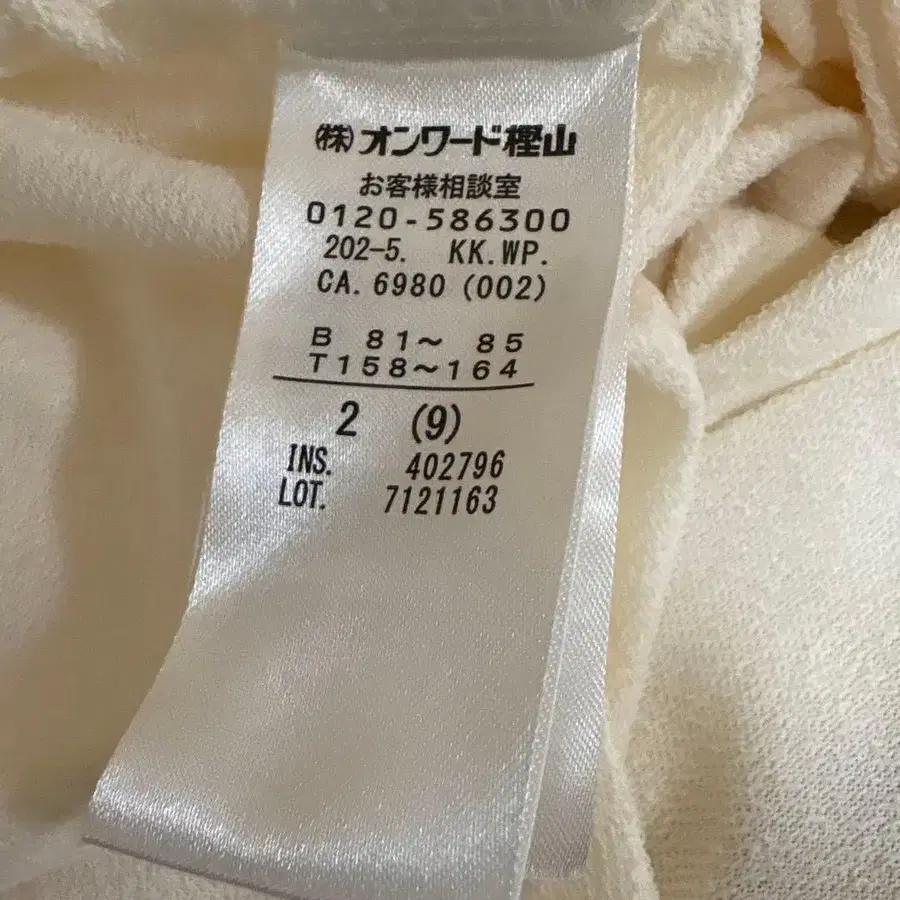 (株)オンワード樫山
お客様相談室
0120-586300
202-5. KK.WP.
CA. 6980 (002)
B 81〜 85
T158〜164
2 (9)
INS. 402796
LOT. 7121163